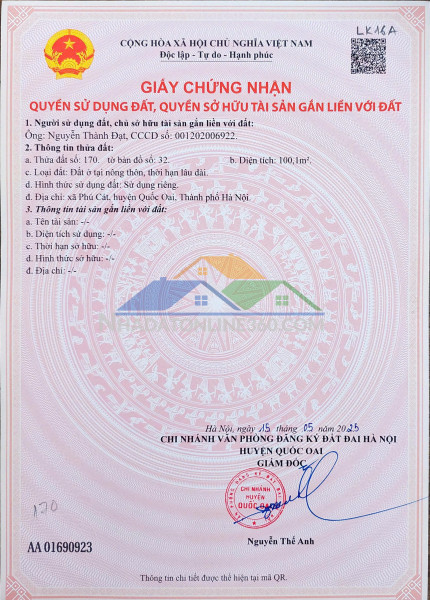 LK16A
CỘNG HÒA XÃ HỘI CHỦ NGHĨA VIỆT NAM
Độc lập - Tự do - Hạnh phúc
GIẤY CHỨNG NHẬN
QUYỀN SỬ DỤNG ĐẤT, QUYỀN SỞ HỮU TÀI SẢN GẮN LIỀN VỚI ĐẤT
1. Người sử dụng đất, chủ sở hữu tài sản gắn liền với đất:
Ông: Nguyễn Thành Đạt, CCCD số: 001202006922.
2. Thông tin thửa đất:
a. Thửa đất số: 170. tờ bản đồ số: 32. b. Diện tích: 100,1m².
c. Loại đất: Đất ở tại nông thôn, thời hạn lâu dài.
d. Hình thức sử dụng đất: Sử dụng riêng.
đ. Địa chỉ: xã Phú Cát, huyện Quốc Oai, Thành phố Hà Nội.
3. Thông tin tài sản gắn liền với đất:
a. Tên tài sản: -/-
b. Diện tích sử dụng: -/-
c. Thời hạn sở hữu: -/-
d. Hình thức sở hữu: -/-
đ. Địa chỉ: -/-
NHADATONLINE360.COM
Hà Nội, ngày 15 tháng 05 năm 2025
CHI NHÁNH VĂN PHÒNG ĐĂNG KÝ ĐẤT ĐAI HÀ NỘI
HUYỆN QUỐC OAI
GIÁM ĐỐC
CHI NHÁNH
HUYỆN
QUỐC OAI
170
AA 01690923
Nguyễn Thế Anh
Thông tin chi tiết được thể hiện tại mã QR.